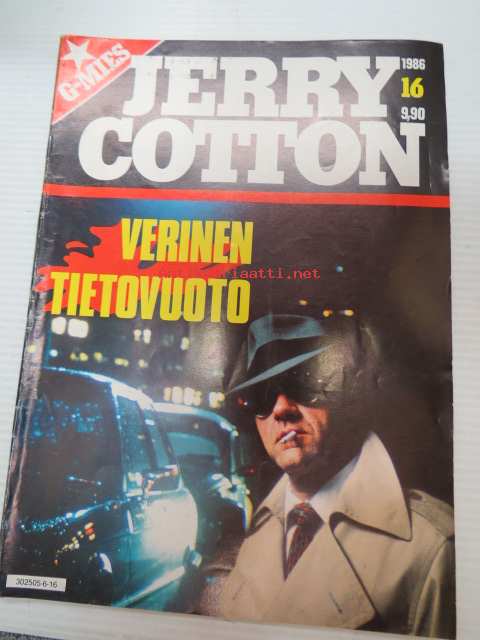 G-MIES
JERRY
COTTON
1986
16
9,90
VERINEN
TIETOVUOTO
302505-6-16